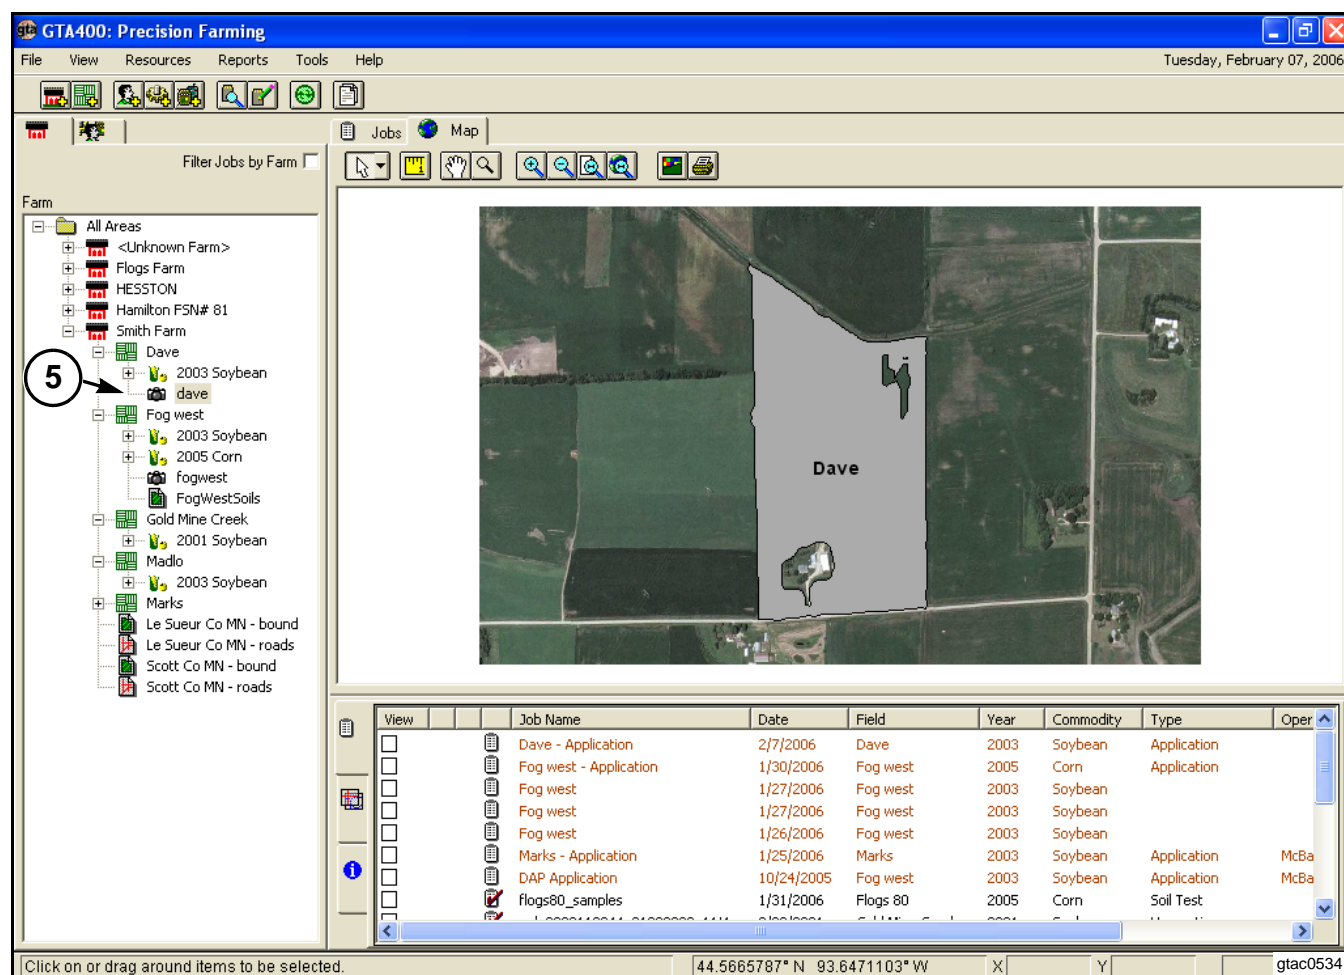 gta GTA400: Precision Farming
File View Resources Reports Tools Help Tuesday, February 07, 2006
Jobs Map
Filter Jobs by Farm
Farm
All Areas
<Unknown Farm>
Flogs Farm
HESSTON
Hamilton FSN# 81
Smith Farm
Dave
2003 Soybean
5
dave
Fog west
2003 Soybean
2005 Corn
fogwest
FogWestSoils
Gold Mine Creek
2001 Soybean
Madlo
2003 Soybean
Marks
Le Sueur Co MN - bound
Le Sueur Co MN - roads
Scott Co MN - bound
Scott Co MN - roads
Dave
View Job Name Date Field Year Commodity Type Oper
Dave - Application 2/7/2006 Dave 2003 Soybean Application
Fog west - Application 1/30/2006 Fog west 2005 Corn Application
Fog west 1/27/2006 Fog west 2003 Soybean
Fog west 1/27/2006 Fog west 2003 Soybean
Fog west 1/26/2006 Fog west 2003 Soybean
Marks - Application 1/25/2006 Marks 2003 Soybean Application McBa
DAP Application 10/24/2005 Fog west 2003 Soybean Application McBa
flogs80_samples 1/31/2006 Flogs 80 2005 Corn Soil Test
Click on or drag around items to be selected. 44.5665787° N 93.6471103° W X Y gtac0534